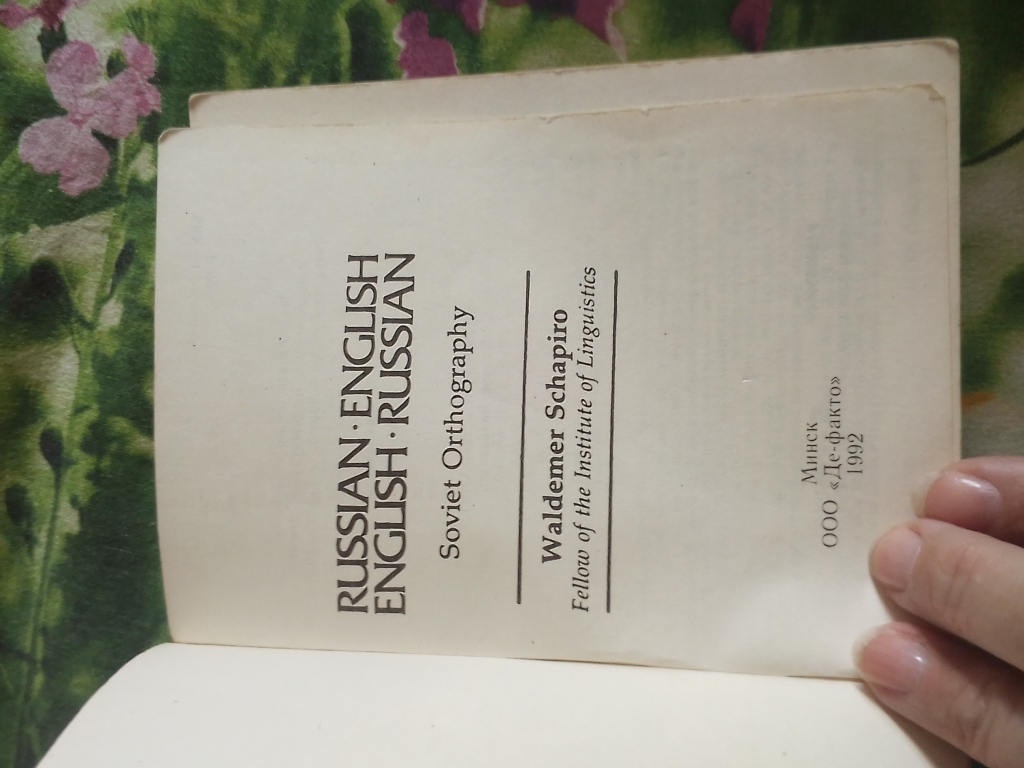 RUSSIAN · ENGLISH
ENGLISH · RUSSIAN
Soviet Orthography
Waldemer Schapiro
Fellow of the Institute of Linguistics
Минск
ООО «Де-факто»
1992